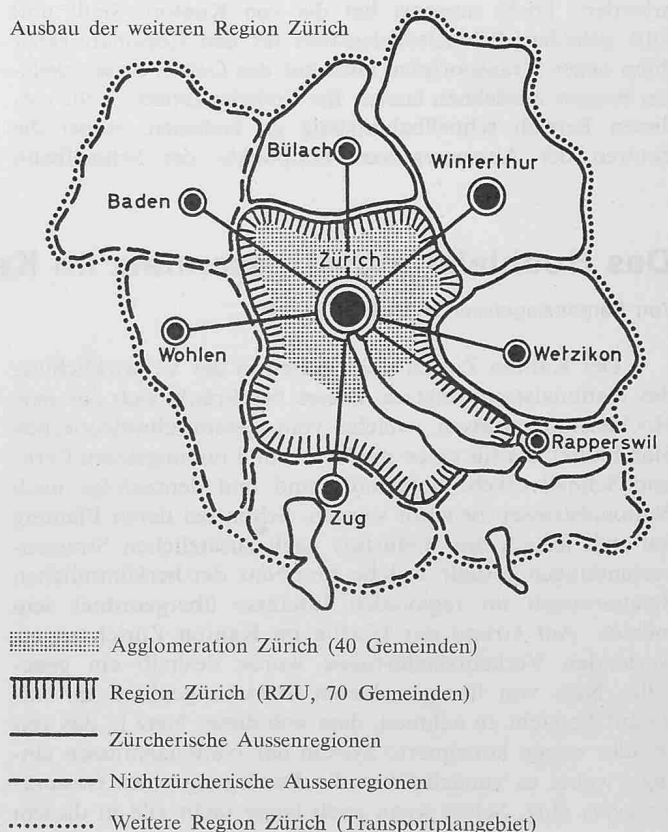 Ausbau der weiteren Region Zürich
Bülach
Winterthur
Baden
Zürich
Wohlen
Wetzikon
Rapperswil
Zug
Agglomeration Zürich (40 Gemeinden)
Region Zürich (RZU, 70 Gemeinden)
Zürcherische Aussenregionen
Nichtzürcherische Aussenregionen
Weitere Region Zürich (Transportplangebiet)